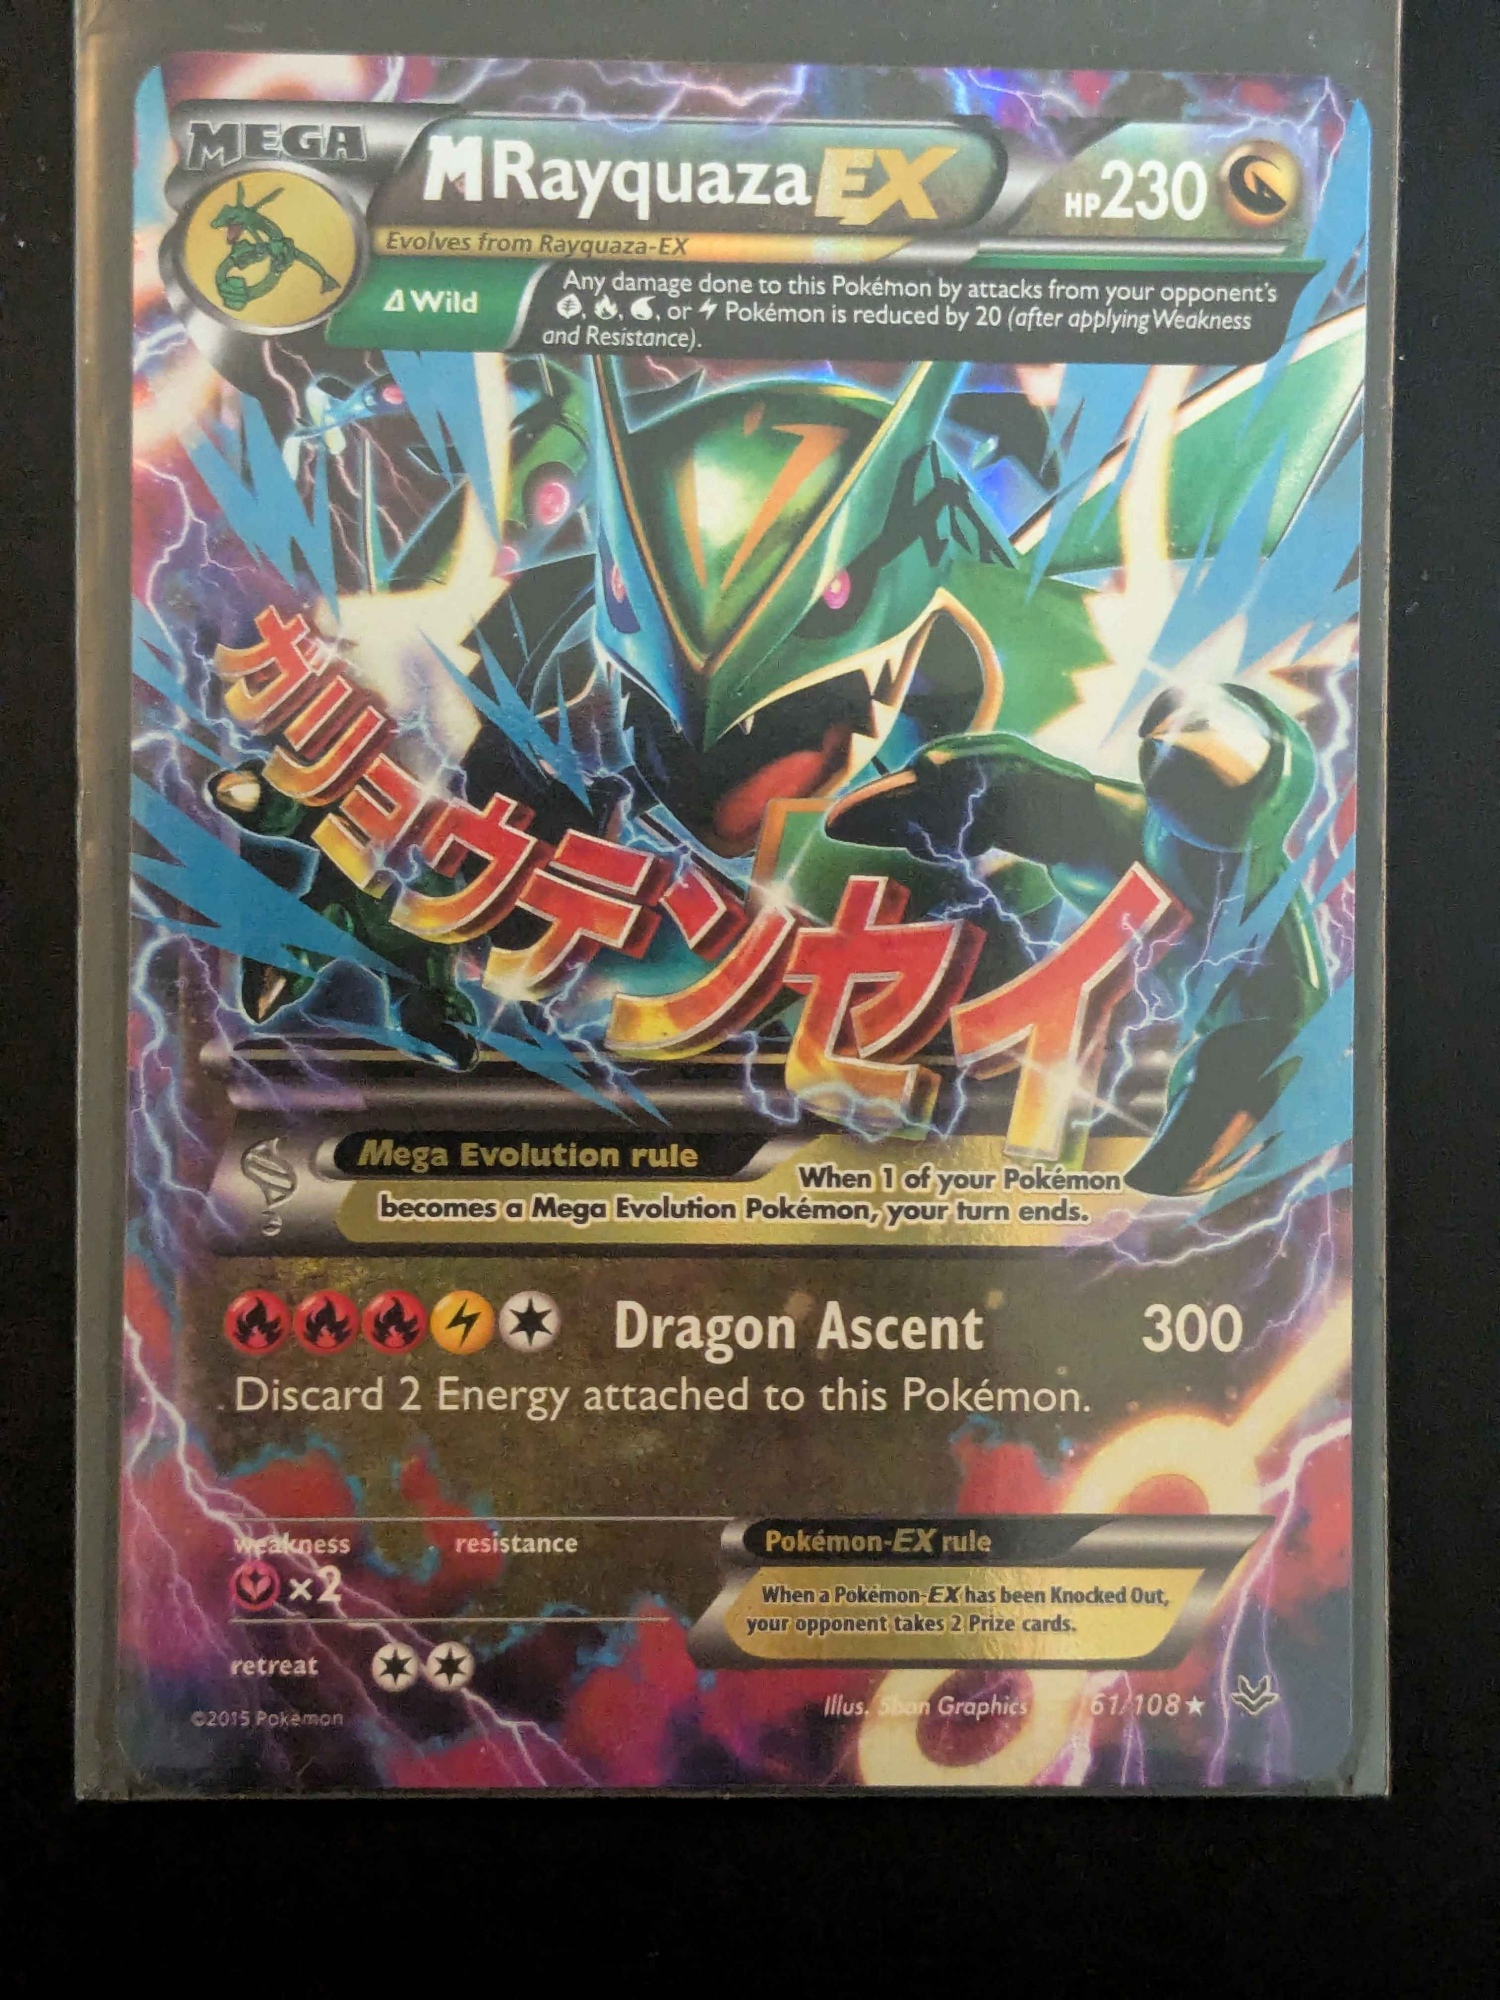 MEGA
M Rayquaza EX
HP 230
Evolves from Rayquaza-EX
Δ Wild
Any damage done to this Pokémon by attacks from your opponent's
, , , or Pokémon is reduced by 20 (after applying Weakness
and Resistance).
ガリョウテンセイ
Mega Evolution rule
When 1 of your Pokémon
becomes a Mega Evolution Pokémon, your turn ends.
Dragon Ascent 300
Discard 2 Energy attached to this Pokémon.
weakness resistance
×2
Pokémon-EX rule
When a Pokémon-EX has been Knocked Out,
your opponent takes 2 Prize cards.
retreat
©2015 Pokémon
Illus. 5ban Graphics 61/108 ★